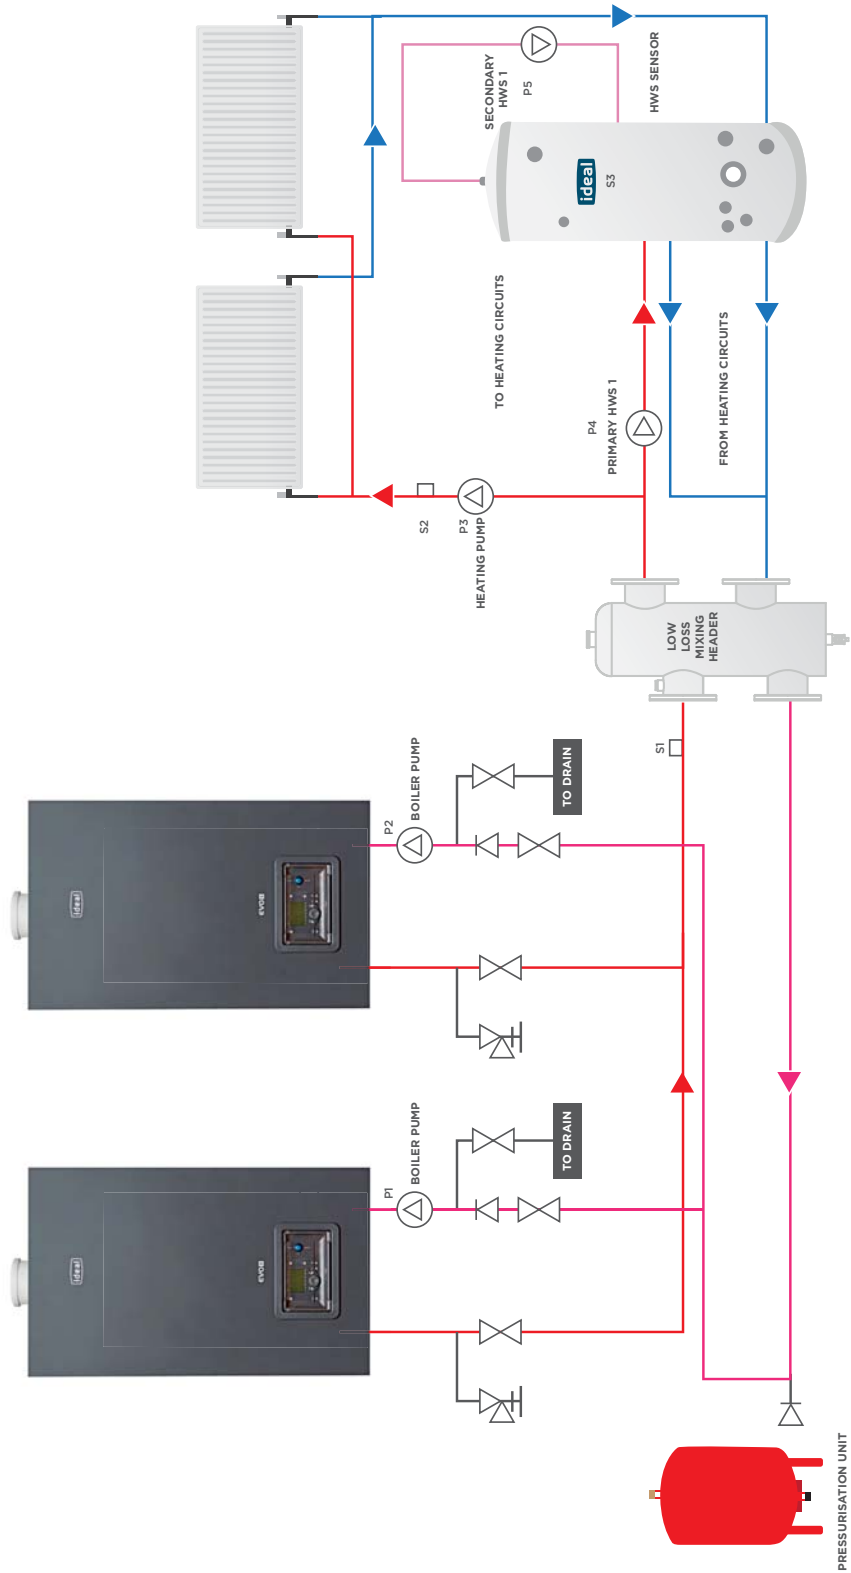 ideal
ideal
P1
BOILER PUMP
P2
BOILER PUMP
TO DRAIN
TO DRAIN
S1
S2
P3
HEATING PUMP
TO HEATING CIRCUITS
SECONDARY
HWS 1
P5
ideal
S3
P4
PRIMARY HWS 1
HWS SENSOR
LOW
LOSS
MIXING
HEADER
FROM HEATING CIRCUITS
PRESSURISATION UNIT